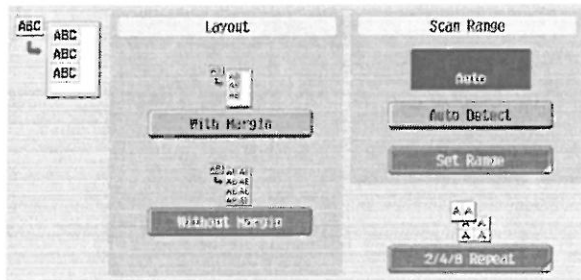 ABC
ABC
ABC
ABC
Layout
With Margin
Without Margin
Scan Range
Auto
Auto Detect
Set Range
2/4/8 Repeat